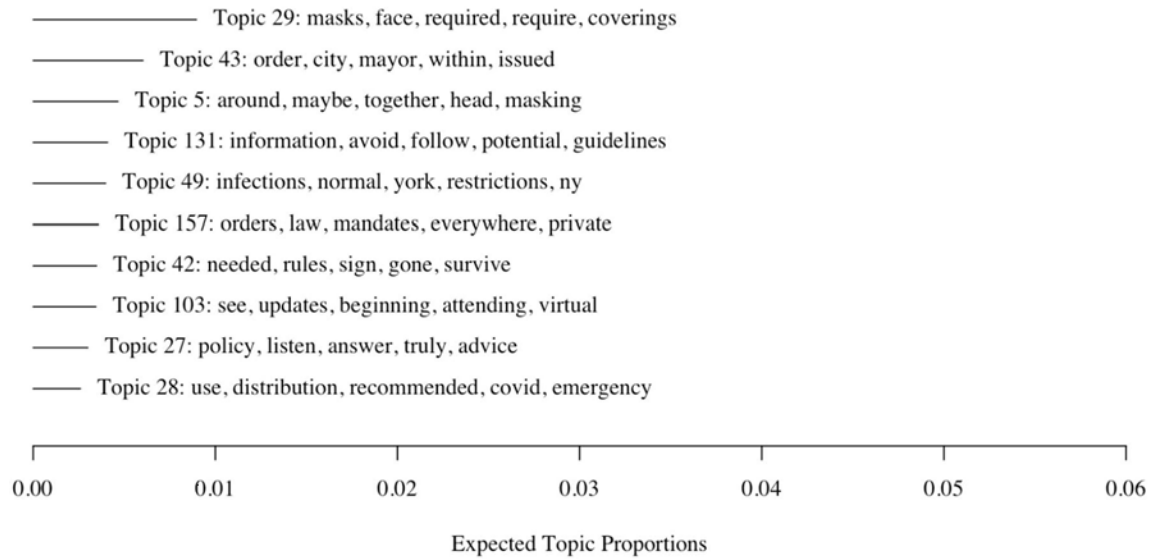 Topic 29: masks, face, required, require, coverings
Topic 43: order, city, mayor, within, issued
Topic 5: around, maybe, together, head, masking
Topic 131: information, avoid, follow, potential, guidelines
Topic 49: infections, normal, york, restrictions, ny
Topic 157: orders, law, mandates, everywhere, private
Topic 42: needed, rules, sign, gone, survive
Topic 103: see, updates, beginning, attending, virtual
Topic 27: policy, listen, answer, truly, advice
Topic 28: use, distribution, recommended, covid, emergency
0.00 0.01 0.02 0.03 0.04 0.05 0.06
Expected Topic Proportions